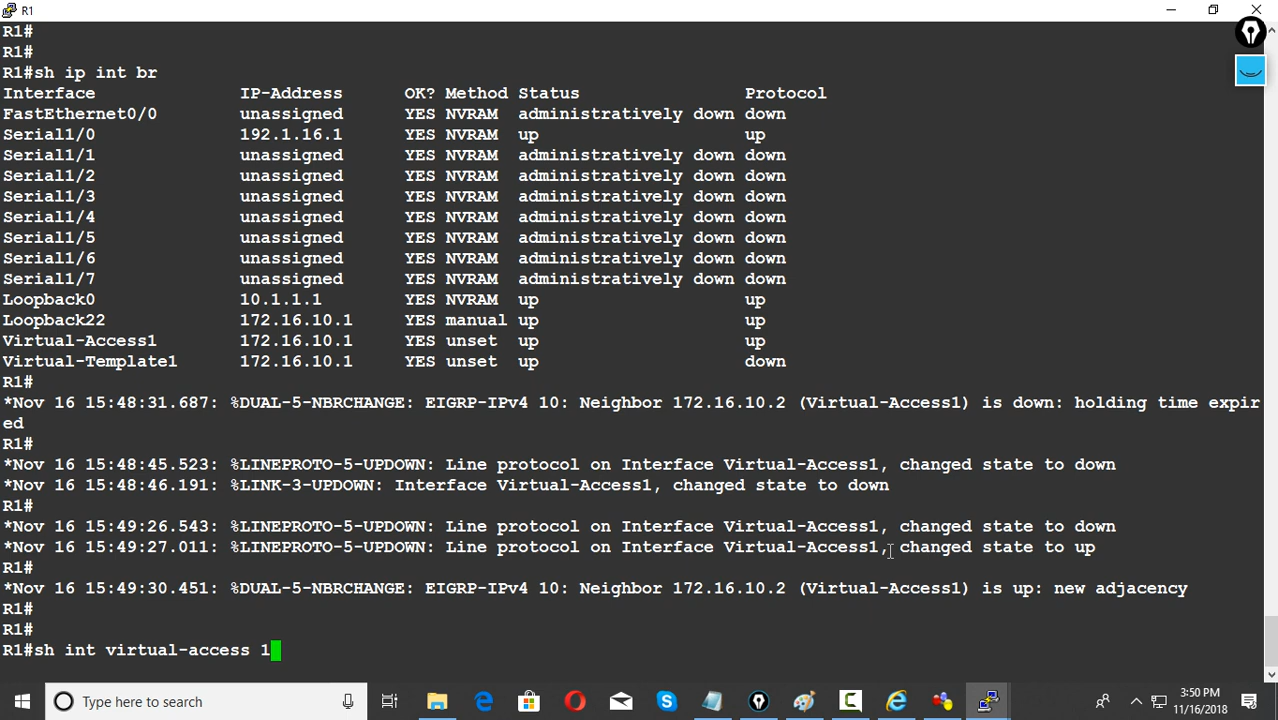 R1
R1#
R1#
R1#sh ip int br
Interface IP-Address OK? Method Status Protocol
FastEthernet0/0 unassigned YES NVRAM administratively down down
Serial1/0 192.1.16.1 YES NVRAM up up
Serial1/1 unassigned YES NVRAM administratively down down
Serial1/2 unassigned YES NVRAM administratively down down
Serial1/3 unassigned YES NVRAM administratively down down
Serial1/4 unassigned YES NVRAM administratively down down
Serial1/5 unassigned YES NVRAM administratively down down
Serial1/6 unassigned YES NVRAM administratively down down
Serial1/7 unassigned YES NVRAM administratively down down
Loopback0 10.1.1.1 YES NVRAM up up
Loopback22 172.16.10.1 YES manual up up
Virtual-Access1 172.16.10.1 YES unset up up
Virtual-Template1 172.16.10.1 YES unset up down
R1#
*Nov 16 15:48:31.687: %DUAL-5-NBRCHANGE: EIGRP-IPv4 10: Neighbor 172.16.10.2 (Virtual-Access1) is down: holding time expir
ed
R1#
*Nov 16 15:48:45.523: %LINEPROTO-5-UPDOWN: Line protocol on Interface Virtual-Access1, changed state to down
*Nov 16 15:48:46.191: %LINK-3-UPDOWN: Interface Virtual-Access1, changed state to down
R1#
*Nov 16 15:49:26.543: %LINEPROTO-5-UPDOWN: Line protocol on Interface Virtual-Access1, changed state to down
*Nov 16 15:49:27.011: %LINEPROTO-5-UPDOWN: Line protocol on Interface Virtual-Access1, changed state to up
R1#
*Nov 16 15:49:30.451: %DUAL-5-NBRCHANGE: EIGRP-IPv4 10: Neighbor 172.16.10.2 (Virtual-Access1) is up: new adjacency
R1#
R1#
R1#sh int virtual-access 1
Type here to search
3:50 PM
11/16/2018